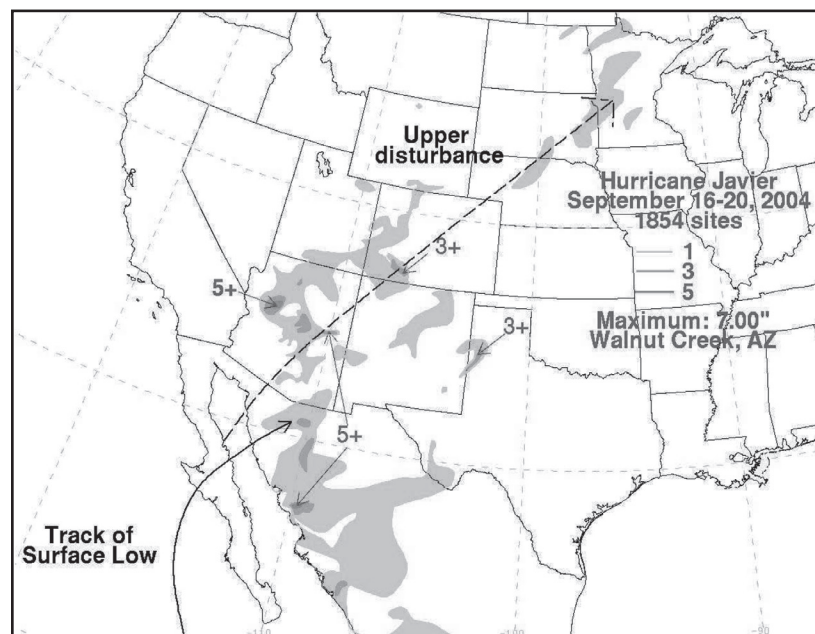 Upper
disturbance
Hurricane Javier
September 16-20, 2004
1854 sites
1
3
5
Maximum: 7.00"
Walnut Creek, AZ
3+
5+
3+
5+
Track of
Surface Low
-110
-100
-90